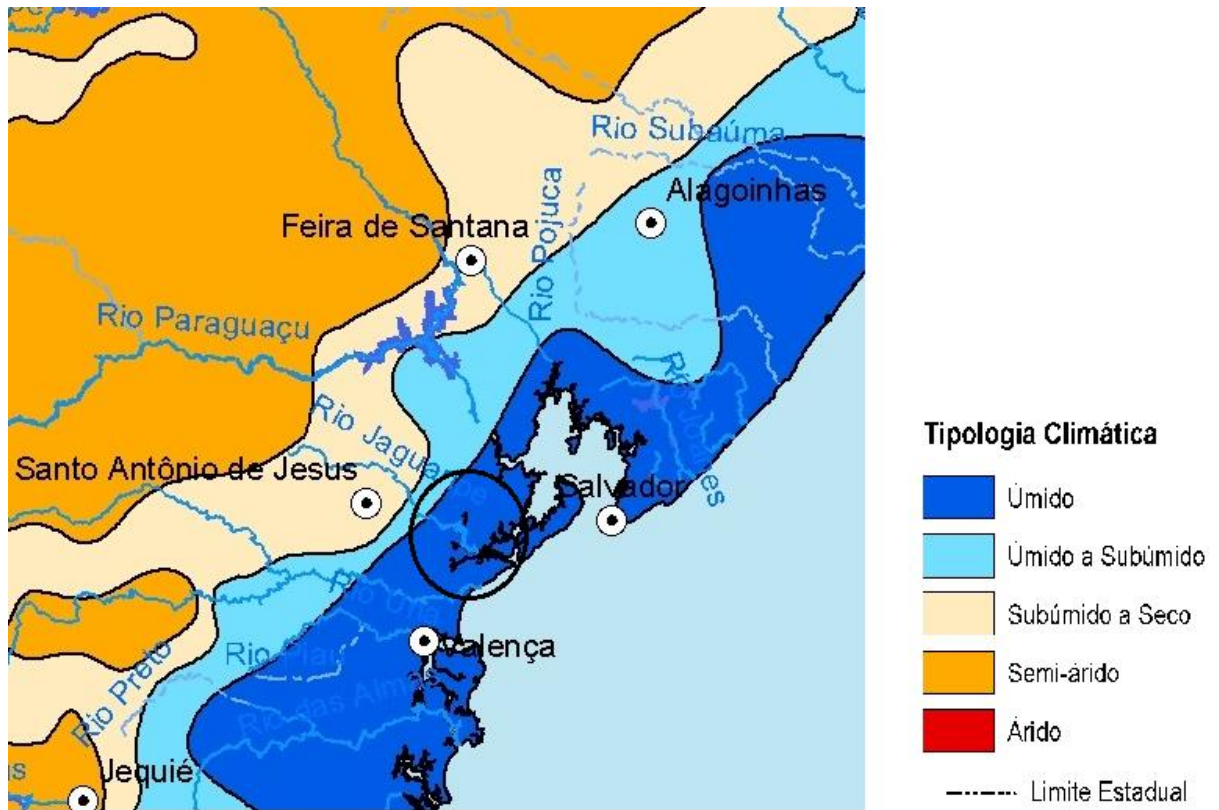 Rio Subaúma
Alagoinhas
Rio Pojuca
Feira de Santana
Rio Paraguaçu
Rio Jaguaripe
Rio Joanes
Santo Antônio de Jesus
Salvador
Rio Una
Valença
Rio Piau
Rio Preto
Rio das Almas
Jequié
Tipologia Climática
Úmido
Úmido a Subúmido
Subúmido a Seco
Semi-árido
Árido
Limite Estadual